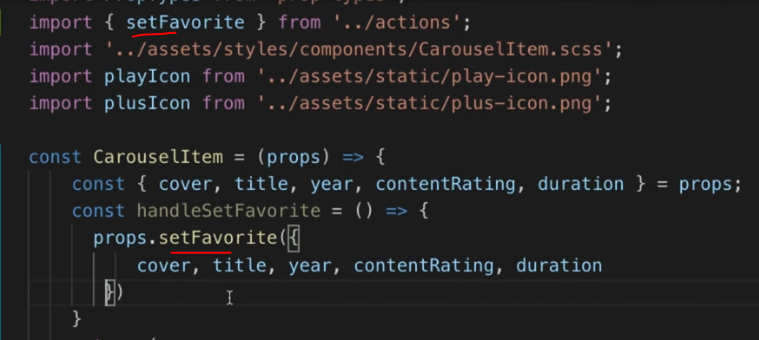 import { setFavorite } from '../actions';
import '../assets/styles/components/CarouselItem.scss';
import playIcon from '../assets/static/play-icon.png';
import plusIcon from '../assets/static/plus-icon.png';
const CarouselItem = (props) => {
const { cover, title, year, contentRating, duration } = props;
const handleSetFavorite = () => {
props.setFavorite({
cover, title, year, contentRating, duration
})
}